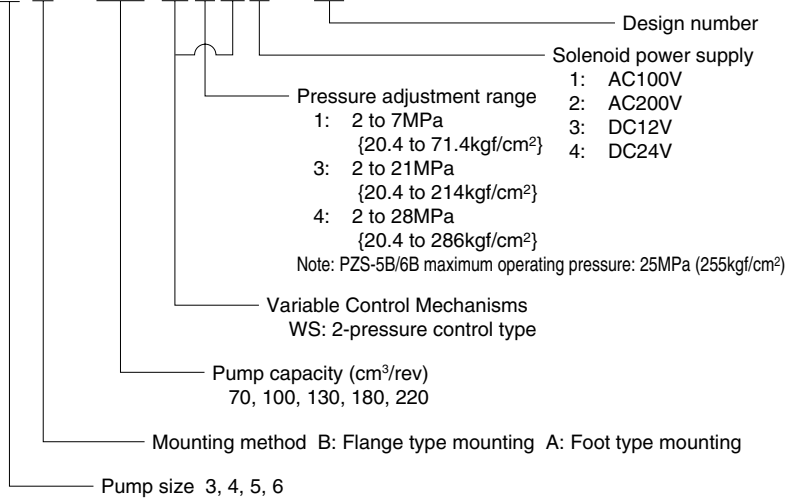 Design number
Solenoid power supply
1: AC100V
2: AC200V
3: DC12V
4: DC24V
Pressure adjustment range
1: 2 to 7MPa
{20.4 to 71.4kgf/cm²}
3: 2 to 21MPa
{20.4 to 214kgf/cm²}
4: 2 to 28MPa
{20.4 to 286kgf/cm²}
Note: PZS-5B/6B maximum operating pressure: 25MPa (255kgf/cm²)
Variable Control Mechanisms
WS: 2-pressure control type
Pump capacity (cm³/rev)
70, 100, 130, 180, 220
Mounting method B: Flange type mounting A: Foot type mounting
Pump size 3, 4, 5, 6